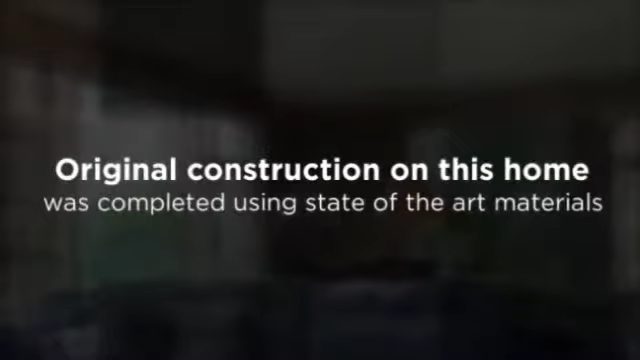 Original construction on this home
was completed using state of the art materials